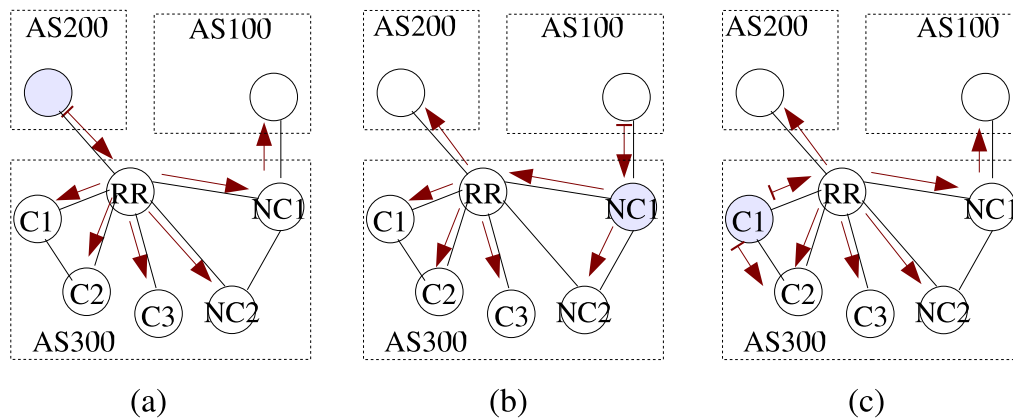 AS200
AS100
RR
C1
NC1
C2
C3
NC2
AS300
(a)
AS200
AS100
RR
C1
NC1
C2
C3
NC2
AS300
(b)
AS200
AS100
RR
C1
NC1
C2
C3
NC2
AS300
(c)